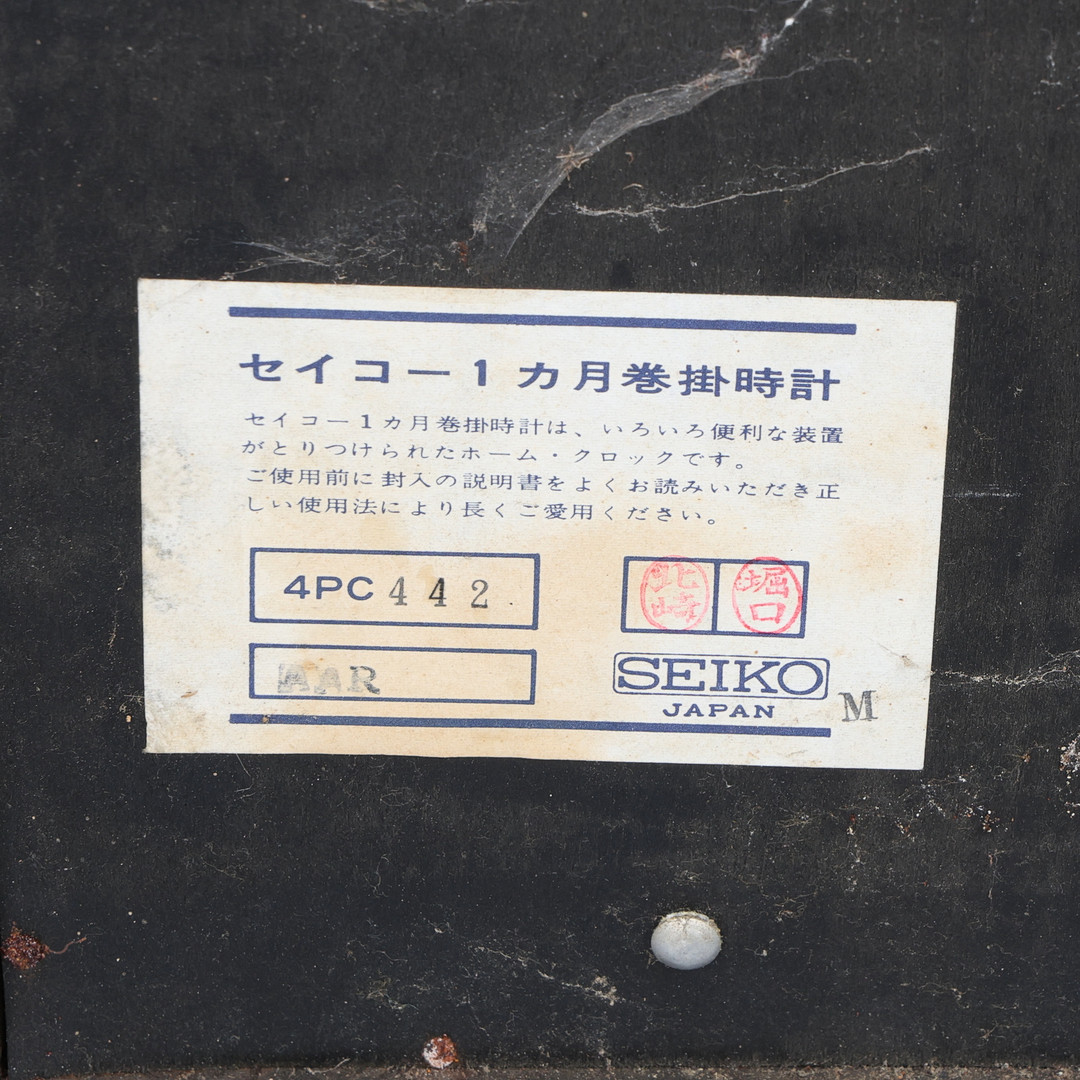 セイコー1カ月巻掛時計
セイコー1カ月巻掛時計は、いろいろ便利な装置
がとりつけられたホーム・クロックです。
ご使用前に封入の説明書をよくお読みいただき正
しい使用法により長くご愛用ください。
4PC442
北崎
堀口
AAR
SEIKO
JAPAN
M